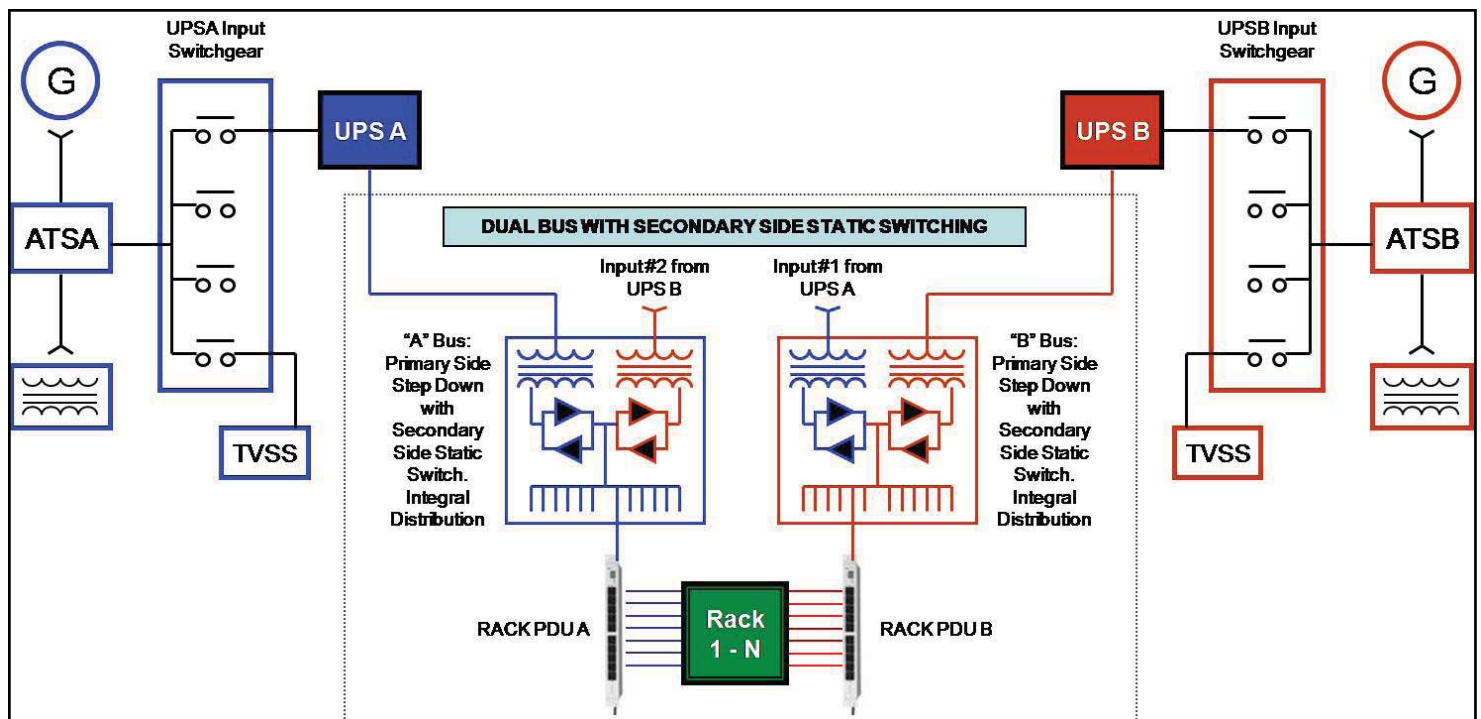 UPSA Input
Switchgear
UPSB Input
Switchgear
G
G
UPS A
UPS B
ATSA
ATSB
DUAL BUS WITH SECONDARY SIDE STATIC SWITCHING
Input #2 from
UPS B
Input #1 from
UPS A
"A" Bus:
Primary Side
Step Down
with
Secondary
Side Static
Switch.
Integral
Distribution
"B" Bus:
Primary Side
Step Down
with
Secondary
Side Static
Switch.
Integral
Distribution
TVSS
TVSS
RACK PDU A
Rack
1 - N
RACK PDU B